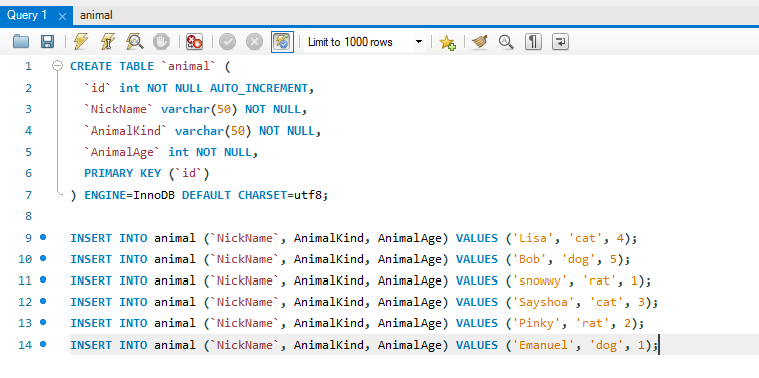 Query 1 × animal
Limit to 1000 rows
1 CREATE TABLE `animal` (
2 `id` int NOT NULL AUTO_INCREMENT,
3 `NickName` varchar(50) NOT NULL,
4 `AnimalKind` varchar(50) NOT NULL,
5 `AnimalAge` int NOT NULL,
6 PRIMARY KEY (`id`)
7 ) ENGINE=InnoDB DEFAULT CHARSET=utf8;
8
9 INSERT INTO animal (`NickName`, AnimalKind, AnimalAge) VALUES ('Lisa', 'cat', 4);
10 INSERT INTO animal (`NickName`, AnimalKind, AnimalAge) VALUES ('Bob', 'dog', 5);
11 INSERT INTO animal (`NickName`, AnimalKind, AnimalAge) VALUES ('snowwy', 'rat', 1);
12 INSERT INTO animal (`NickName`, AnimalKind, AnimalAge) VALUES ('Sayshoa', 'cat', 3);
13 INSERT INTO animal (`NickName`, AnimalKind, AnimalAge) VALUES ('Pinky', 'rat', 2);
14 INSERT INTO animal (`NickName`, AnimalKind, AnimalAge) VALUES ('Emanuel', 'dog', 1);